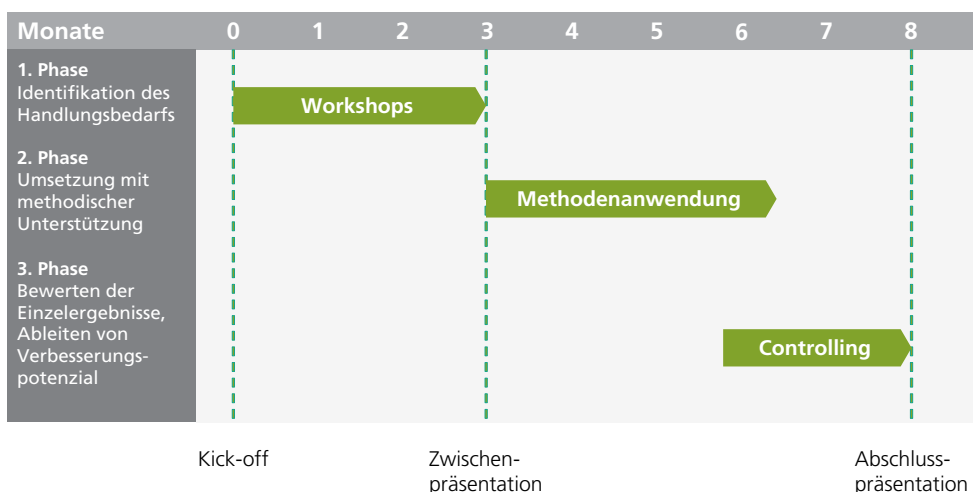 Monate 0 1 2 3 4 5 6 7 8
1. Phase
Identifikation des
Handlungsbedarfs
Workshops
2. Phase
Umsetzung mit
methodischer
Unterstützung
Methodenanwendung
3. Phase
Bewerten der
Einzelergebnisse,
Ableiten von
Verbesserungs-
potenzial
Controlling
Kick-off
Zwischen-
präsentation
Abschluss-
präsentation